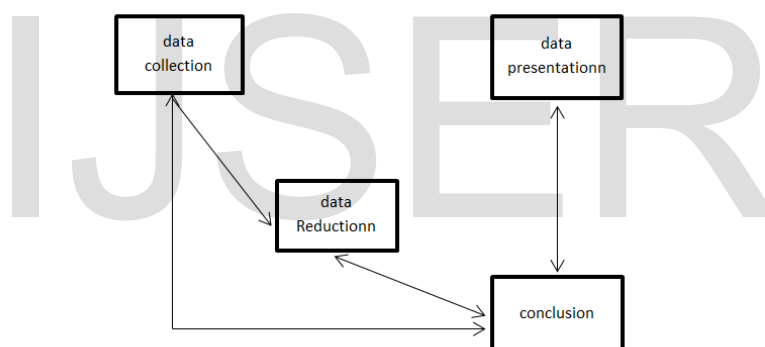 IJSER
data
collection
data
presentationn
data
Reductionn
conclusion